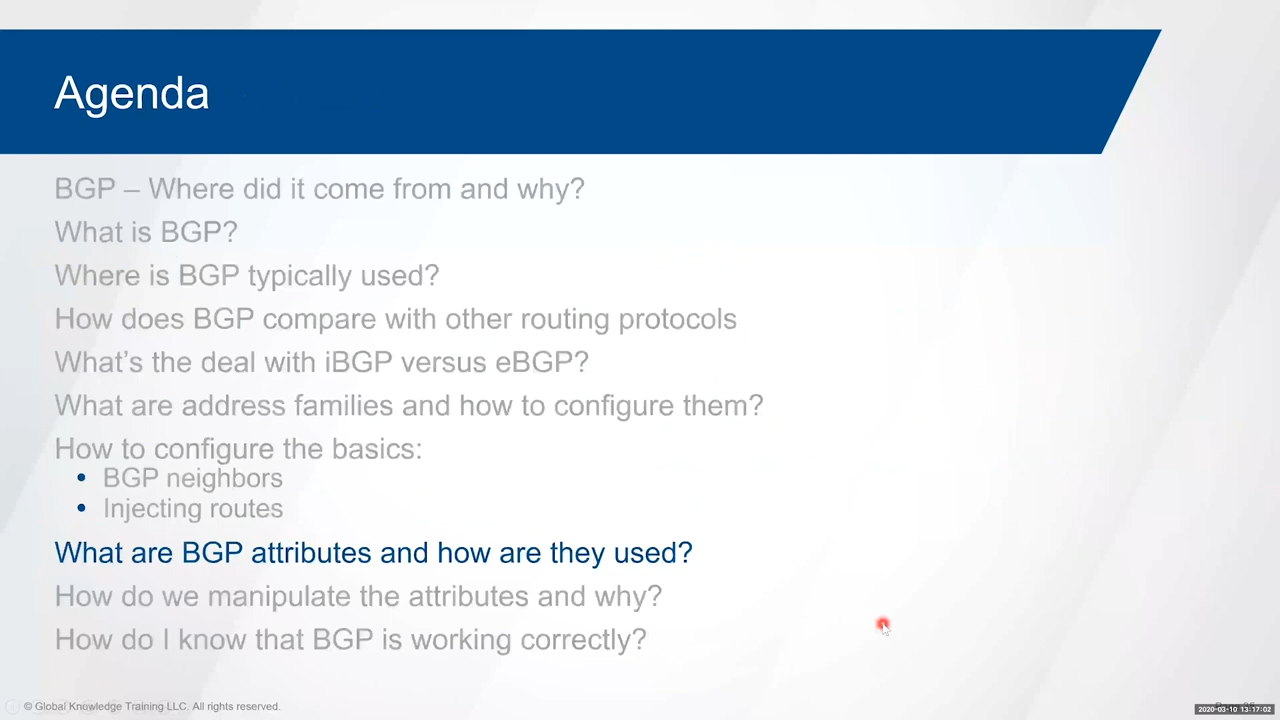 Agenda
BGP – Where did it come from and why?
What is BGP?
Where is BGP typically used?
How does BGP compare with other routing protocols
What’s the deal with iBGP versus eBGP?
What are address families and how to configure them?
How to configure the basics:
• BGP neighbors
• Injecting routes
What are BGP attributes and how are they used?
How do we manipulate the attributes and why?
How do I know that BGP is working correctly?
© Global Knowledge Training LLC. All rights reserved.
2020-03-10 13:17:02